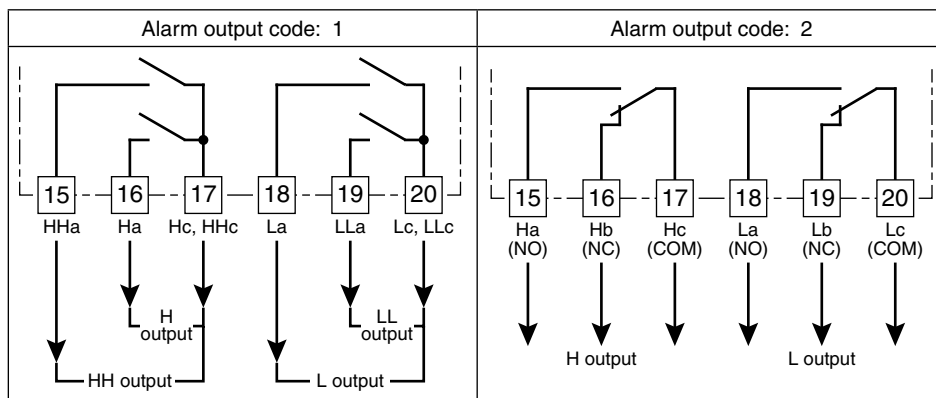 Alarm output code: 1
15 16 17 18 19 20
HHa Ha Hc, HHc La LLa Lc, LLc
H
output
LL
output
HH output
L output
Alarm output code: 2
15 16 17 18 19 20
Ha Hb Hc La Lb Lc
(NO) (NC) (COM) (NO) (NC) (COM)
H output
L output